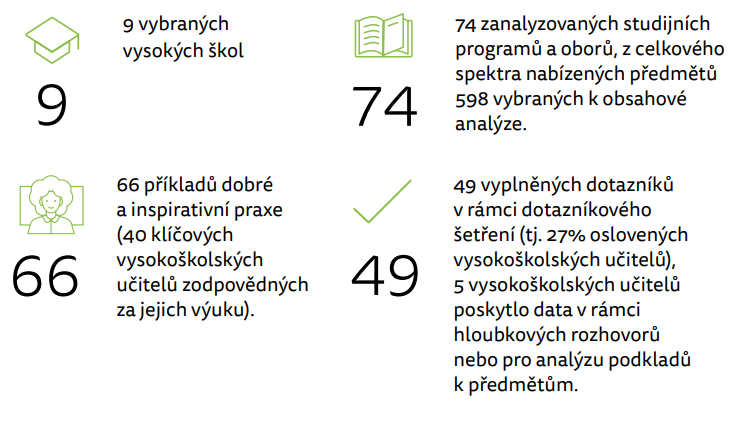 9
9 vybraných
vysokých škol
74
74 zanalyzovaných studijních
programů a oborů, z celkového
spektra nabízených předmětů
598 vybraných k obsahové
analýze.
66
66 příkladů dobré
a inspirativní praxe
(40 klíčových
vysokoškolských
učitelů zodpovědných
za jejich výuku).
49
49 vyplněných dotazníků
v rámci dotazníkového
šetření (tj. 27% oslovených
vysokoškolských učitelů),
5 vysokoškolských učitelů
poskytlo data v rámci
hloubkových rozhovorů
nebo pro analýzu podkladů
k předmětům.